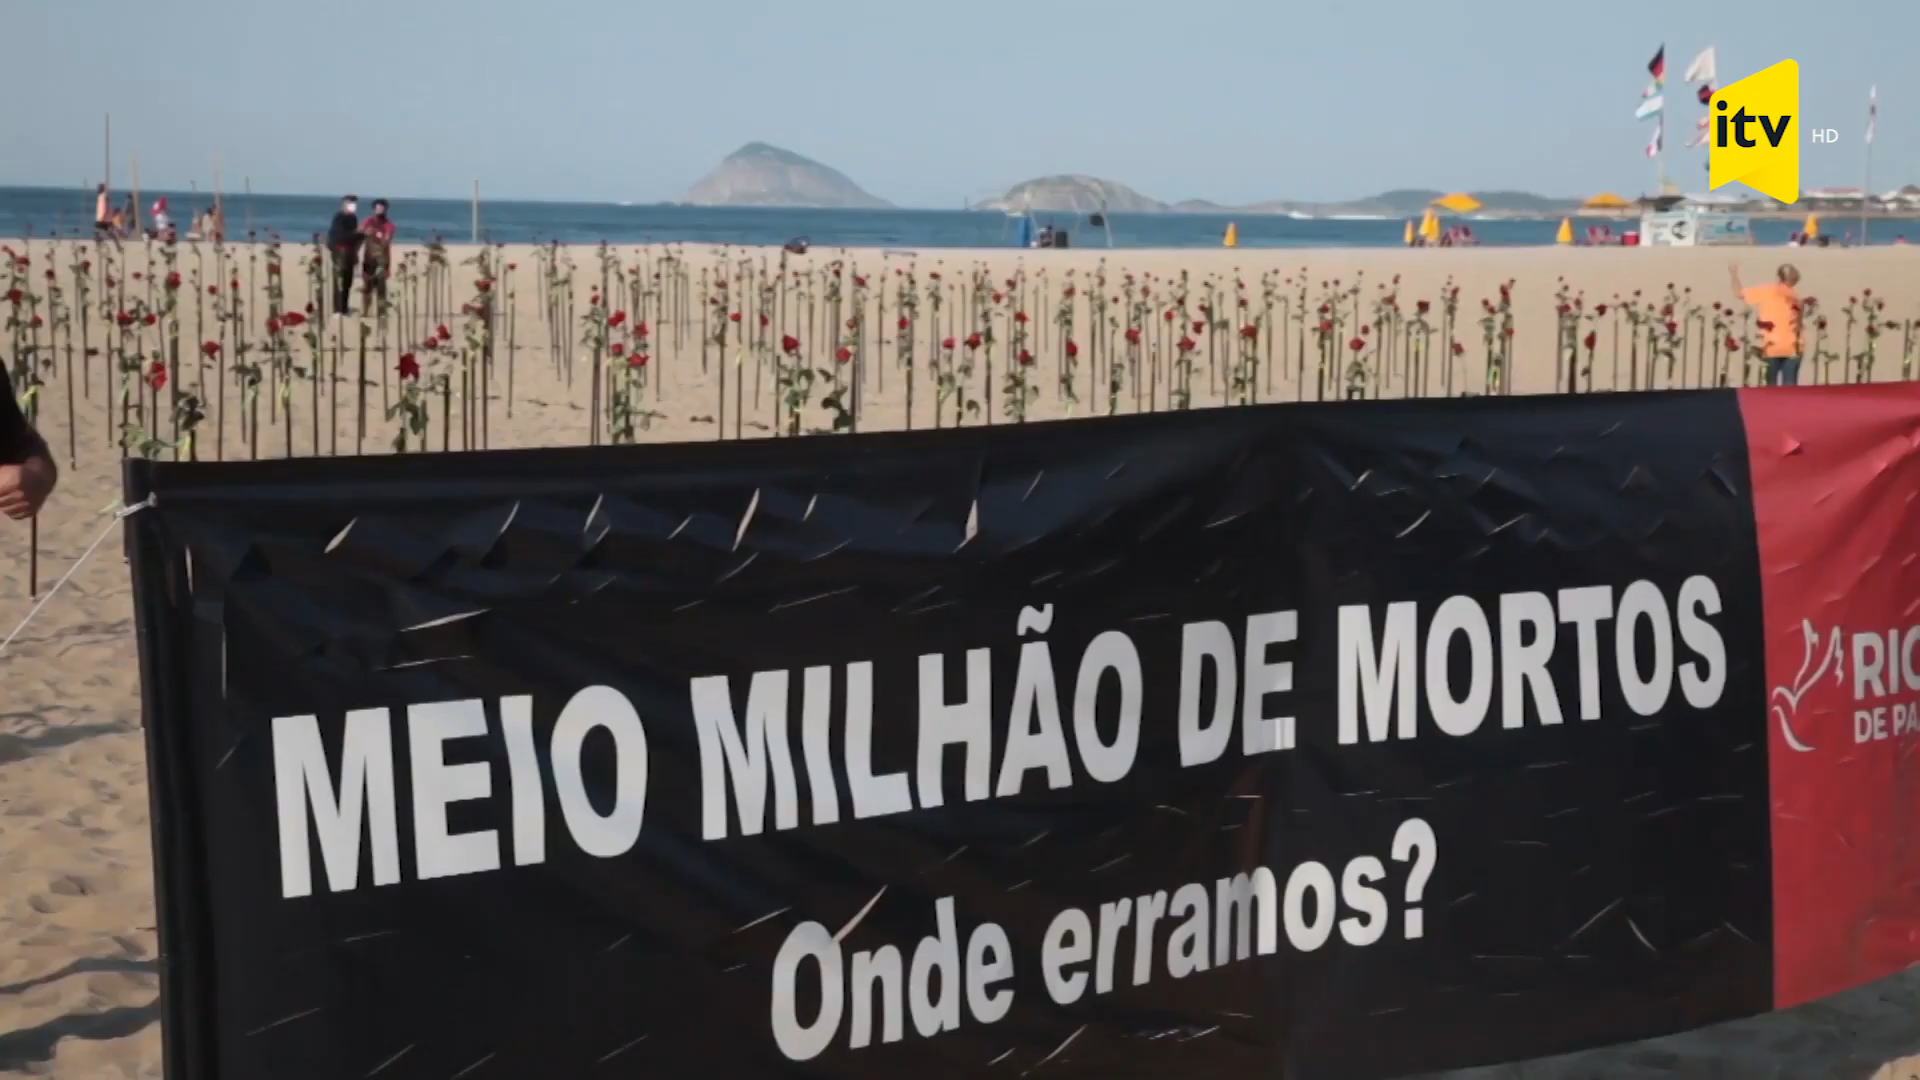 itv HD
MEIO MILHÃO DE MORTOS
Onde erramos?
RIO
DE PA